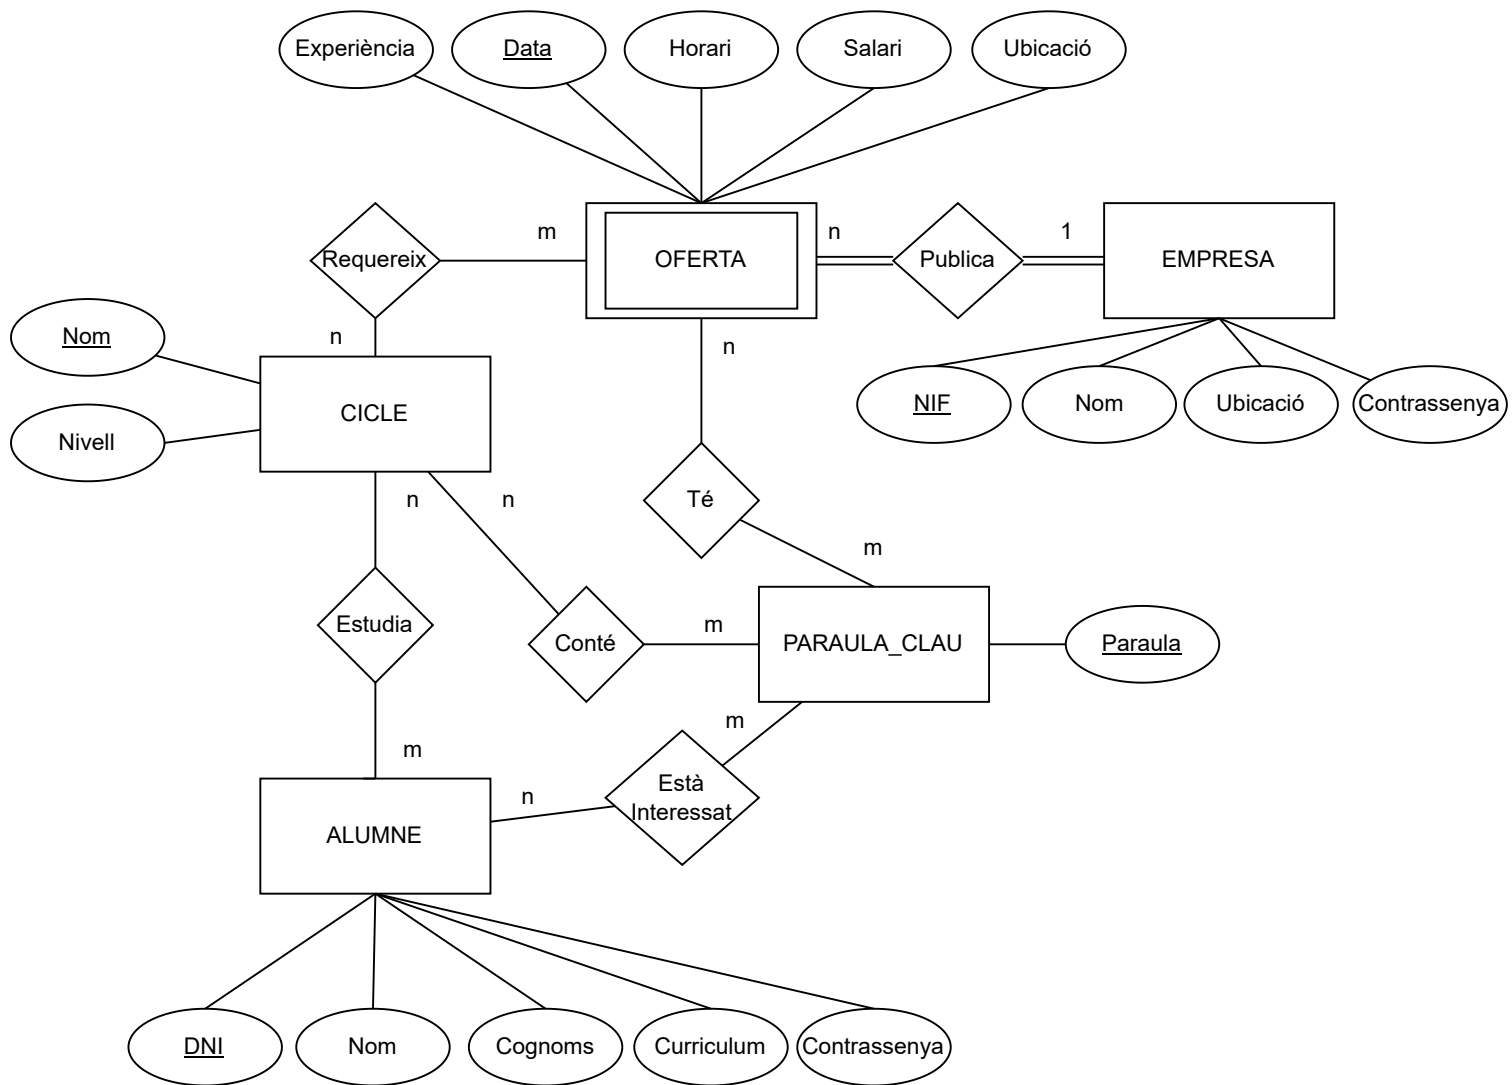 Experiència
Data
Horari
Salari
Ubicació
m
n
1
Requereix
OFERTA
Publica
EMPRESA
Nom
n
n
CICLE
NIF
Nom
Ubicació
Contrassenya
Nivell
n
n
Té
m
Estudia
Conté
m
PARAULA_CLAU
Paraula
m
m
Està
Interessat
n
ALUMNE
DNI
Nom
Cognoms
Curriculum
Contrassenya